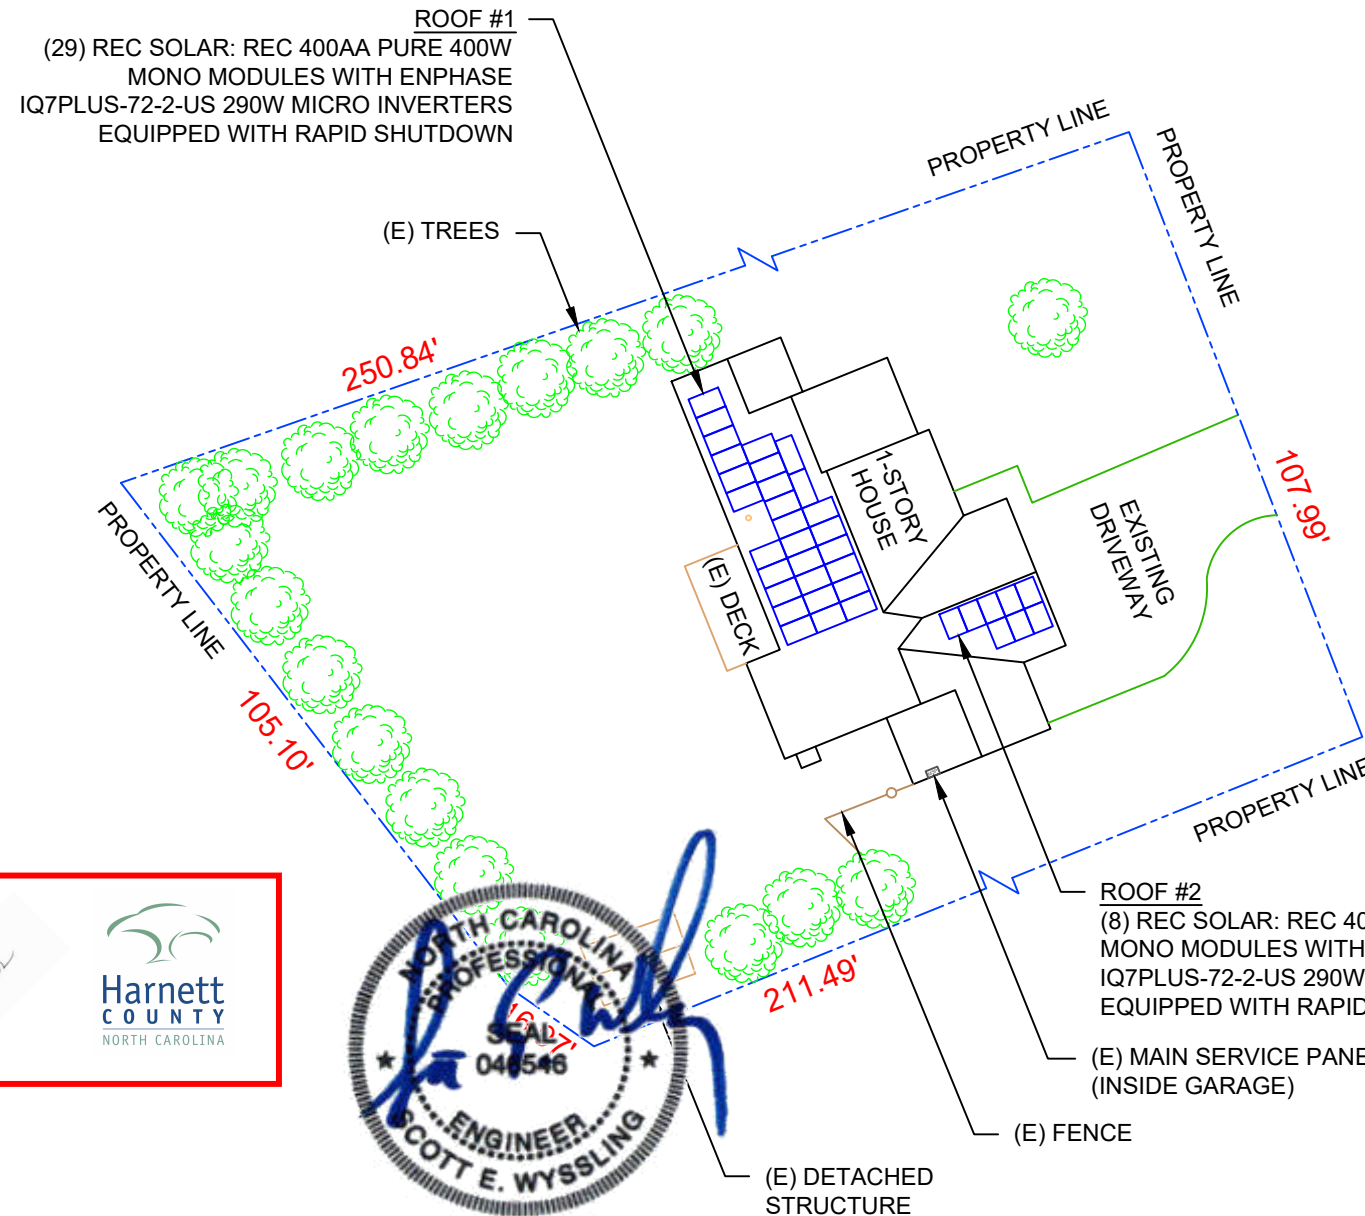 ROOF #1
(29) REC SOLAR: REC 400AA PURE 400W
MONO MODULES WITH ENPHASE
IQ7PLUS-72-2-US 290W MICRO INVERTERS
EQUIPPED WITH RAPID SHUTDOWN
PROPERTY LINE
PROPERTY LINE
(E) TREES
250.84'
1-STORY
HOUSE
107.99'
EXISTING
DRIVEWAY
PROPERTY LINE
(E) DECK
105.10'
PROPERTY LINE
211.49'
ROOF #2
(8) REC SOLAR: REC 40
MONO MODULES WITH
IQ7PLUS-72-2-US 290W
EQUIPPED WITH RAPID
(E) MAIN SERVICE PANE
(INSIDE GARAGE)
(E) FENCE
(E) DETACHED
STRUCTURE
Harnett
COUNTY
NORTH CAROLINA
NORTH CAROLINA
PROFESSIONAL
SEAL
046546
ENGINEER
SCOTT E. WYSSLING